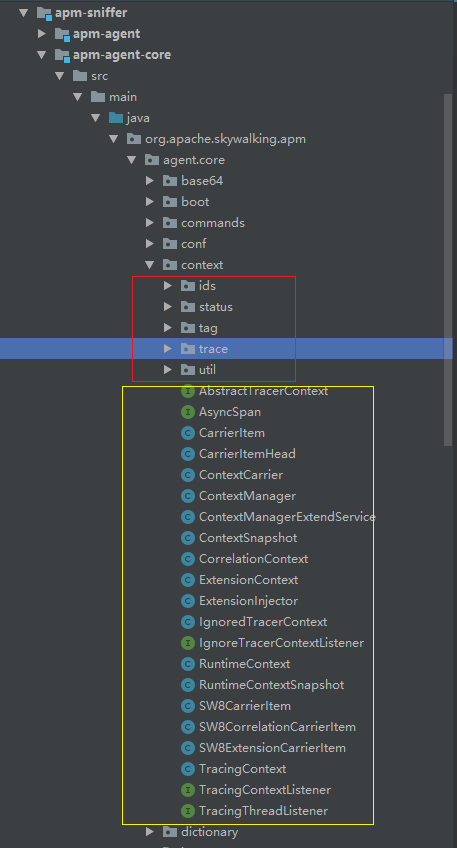 apm-sniffer
apm-agent
apm-agent-core
src
main
java
org.apache.skywalking.apm
agent.core
base64
boot
commands
conf
context
ids
status
tag
trace
util
AbstractTracerContext
AsyncSpan
CarrierItem
CarrierItemHead
ContextCarrier
ContextManager
ContextManagerExtendService
ContextSnapshot
CorrelationContext
ExtensionContext
ExtensionInjector
IgnoredTracerContext
IgnoreTracerContextListener
RuntimeContext
RuntimeContextSnapshot
SW8CarrierItem
SW8CorrelationCarrierItem
SW8ExtensionCarrierItem
TracingContext
TracingContextListener
TracingThreadListener
dictionary